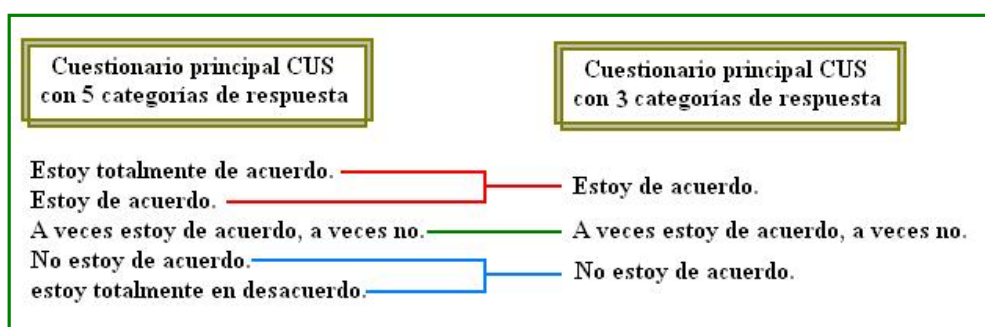 Cuestionario principal CUS
con 5 categorías de respuesta
Cuestionario principal CUS
con 3 categorías de respuesta
Estoy totalmente de acuerdo.
Estoy de acuerdo.
A veces estoy de acuerdo, a veces no.
No estoy de acuerdo.
estoy totalmente en desacuerdo.
Estoy de acuerdo.
A veces estoy de acuerdo, a veces no.
No estoy de acuerdo.